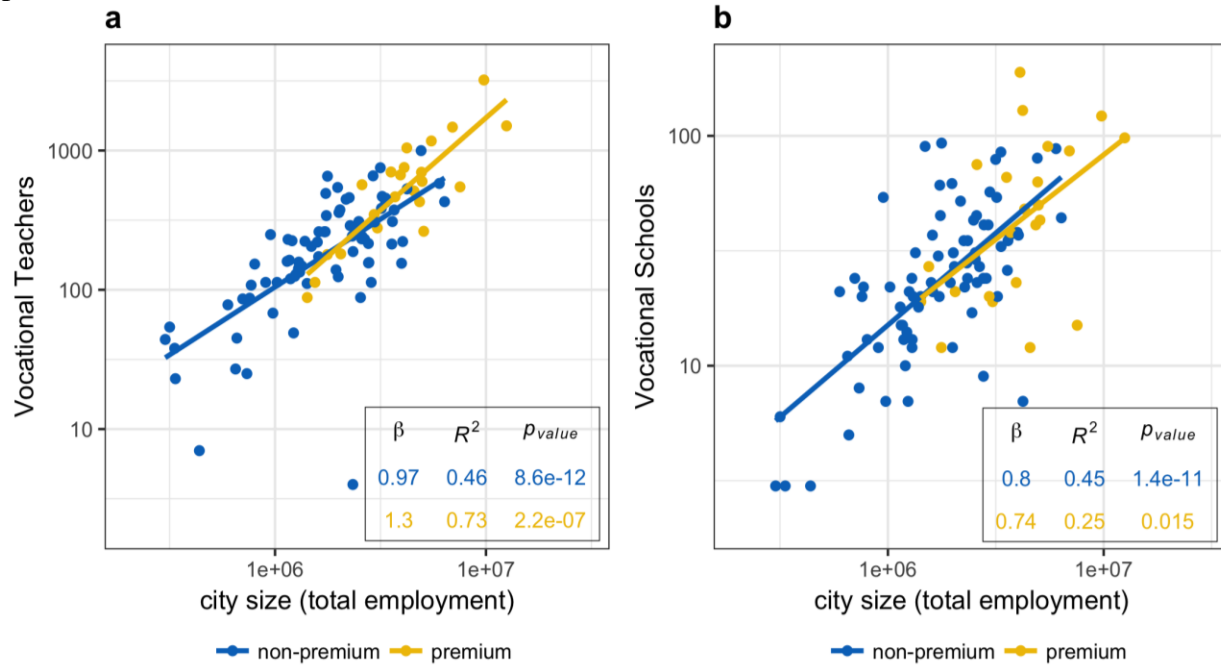 a
Vocational Teachers
1000
100
10
β R² p value
0.97 0.46 8.6e-12
1.3 0.73 2.2e-07
1e+06 1e+07
city size (total employment)
non-premium premium
b
Vocational Schools
100
10
β R² p value
0.8 0.45 1.4e-11
0.74 0.25 0.015
1e+06 1e+07
city size (total employment)
non-premium premium